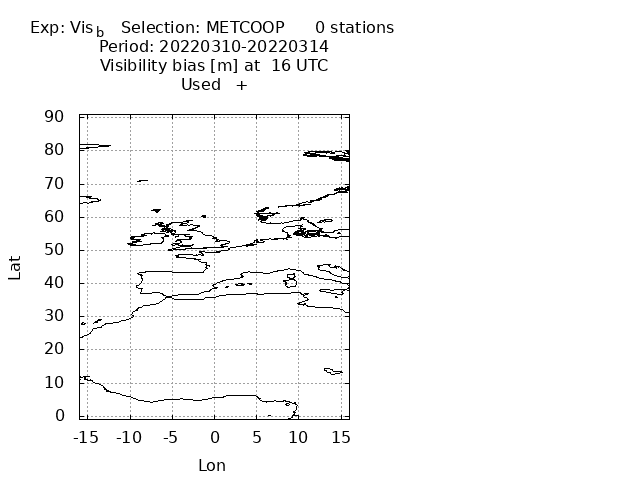 Exp: Vis_b   Selection: METCOOP      0 stations
Period: 20220310-20220314
Visibility bias [m] at  16 UTC
Used   +
90
80
70
60
50
40
30
20
10
0
Lat
-15 -10 -5 0 5 10 15
Lon